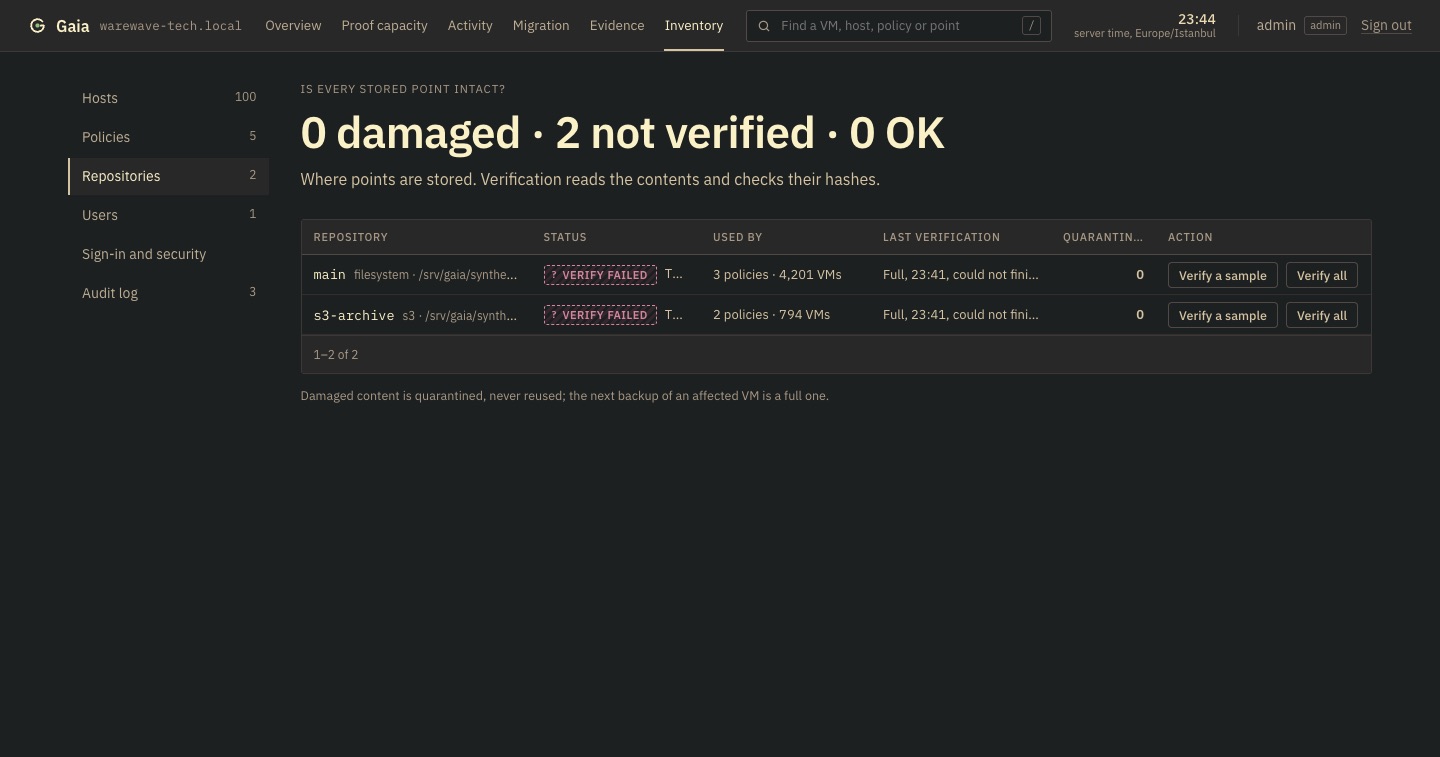 Gaia warewave-tech.local Overview Proof capacity Activity Migration Evidence Inventory Find a VM, host, policy or point / 23:44 admin admin Sign out
server time, Europe/Istanbul
Hosts 100
Policies 5
Repositories 2
Users 1
Sign-in and security
Audit log 3
IS EVERY STORED POINT INTACT?
0 damaged · 2 not verified · 0 OK
Where points are stored. Verification reads the contents and checks their hashes.
REPOSITORY STATUS USED BY LAST VERIFICATION QUARANTIN... ACTION
main filesystem · /srv/gaia/synthe... ? VERIFY FAILED T... 3 policies · 4,201 VMs Full, 23:41, could not fini... 0 Verify a sample Verify all
s3-archive s3 · /srv/gaia/synth... ? VERIFY FAILED T... 2 policies · 794 VMs Full, 23:41, could not fini... 0 Verify a sample Verify all
1–2 of 2
Damaged content is quarantined, never reused; the next backup of an affected VM is a full one.